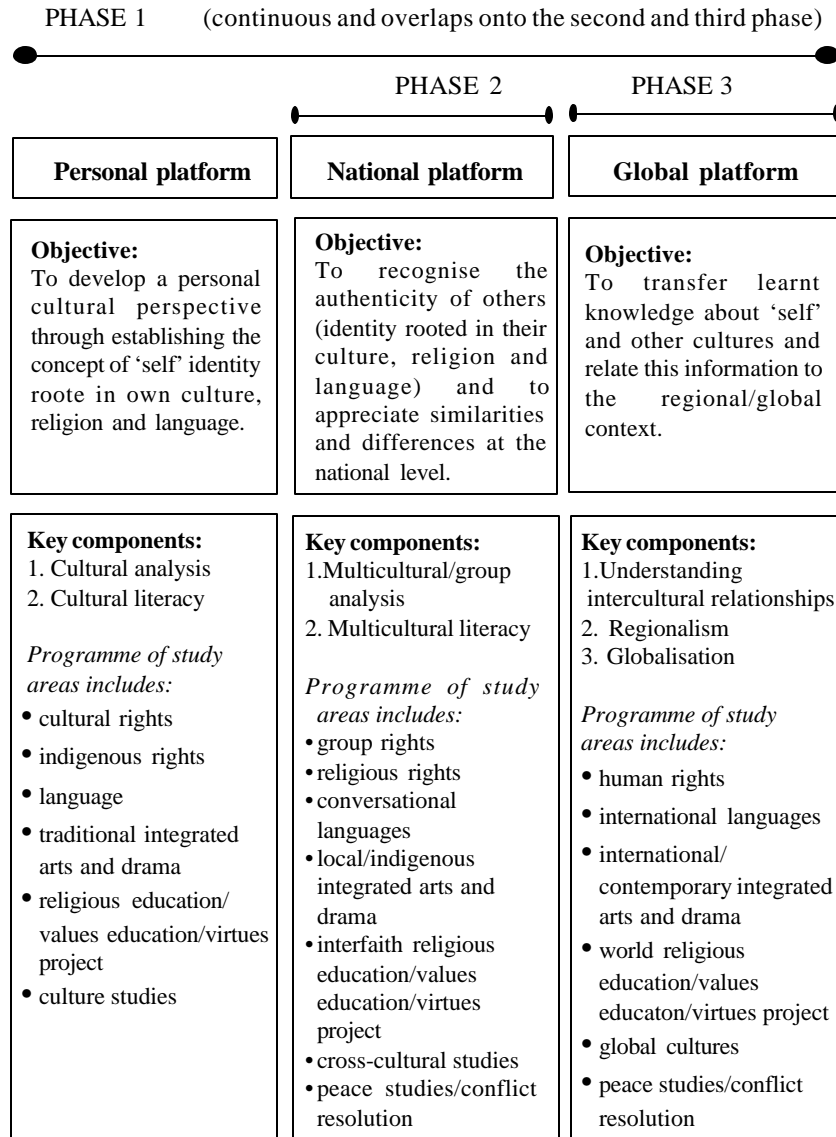 PHASE 1 (continuous and overlaps onto the second and third phase)
PHASE 2
PHASE 3
Personal platform
National platform
Global platform
Objective:
To develop a personal
cultural perspective
through establishing the
concept of ‘self’ identity
roote in own culture,
religion and language.
Objective:
To recognise the
authenticity of others
(identity rooted in their
culture, religion and
language) and to
appreciate similarities
and differences at the
national level.
Objective:
To transfer learnt
knowledge about ‘self’
and other cultures and
relate this information to
the regional/global
context.
Key components:
1. Cultural analysis
2. Cultural literacy
Programme of study
areas includes:
• cultural rights
• indigenous rights
• language
• traditional integrated
arts and drama
• religious education/
values education/virtues
project
• culture studies
Key components:
1.Multicultural/group
analysis
2. Multicultural literacy
Programme of study
areas includes:
• group rights
• religious rights
• conversational
languages
• local/indigenous
integrated arts and
drama
• interfaith religious
education/values
education/virtues
project
• cross-cultural studies
• peace studies/conflict
resolution
Key components:
1.Understanding
intercultural relationships
2. Regionalism
3. Globalisation
Programme of study
areas includes:
• human rights
• international languages
• international/
contemporary integrated
arts and drama
• world religious
education/values
educaton/virtues project
• global cultures
• peace studies/conflict
resolution